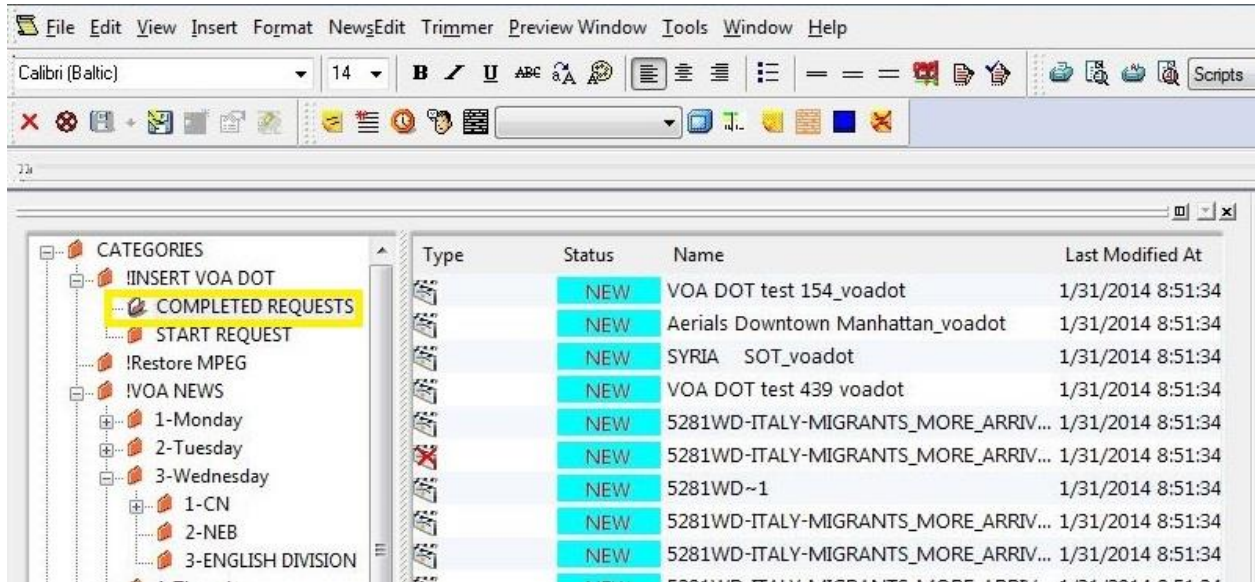 File Edit View Insert Format NewsEdit Trimmer Preview Window Tools Window Help
Calibri (Baltic) 14 B I U ABC Scripts
CATEGORIES
!INSERT VOA DOT
COMPLETED REQUESTS
START REQUEST
!Restore MPEG
!VOA NEWS
1-Monday
2-Tuesday
3-Wednesday
1-CN
2-NEB
3-ENGLISH DIVISION
Type Status Name Last Modified At
NEW VOA DOT test 154_voadot 1/31/2014 8:51:34
NEW Aerials Downtown Manhattan_voadot 1/31/2014 8:51:34
NEW SYRIA SOT_voadot 1/31/2014 8:51:34
NEW VOA DOT test 439 voadot 1/31/2014 8:51:34
NEW 5281WD-ITALY-MIGRANTS_MORE_ARRIV... 1/31/2014 8:51:34
NEW 5281WD-ITALY-MIGRANTS_MORE_ARRIV... 1/31/2014 8:51:34
NEW 5281WD~1 1/31/2014 8:51:34
NEW 5281WD-ITALY-MIGRANTS_MORE_ARRIV... 1/31/2014 8:51:34
NEW 5281WD-ITALY-MIGRANTS_MORE_ARRIV... 1/31/2014 8:51:34